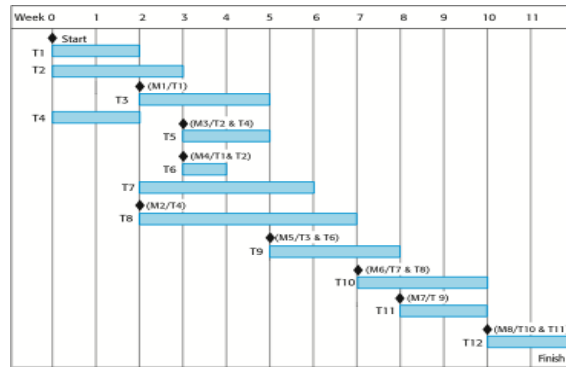 Week 0 1 2 3 4 5 6 7 8 9 10 11
Start
T1
T2
(M1/T1)
T3
T4
(M3/T2 & T4)
T5
(M4/T1& T2)
T6
T7
(M2/T4)
T8
(M5/T3 & T6)
T9
(M6/T7 & T8)
T10
(M7/T 9)
T11
(M8/T10 & T11)
T12
Finish